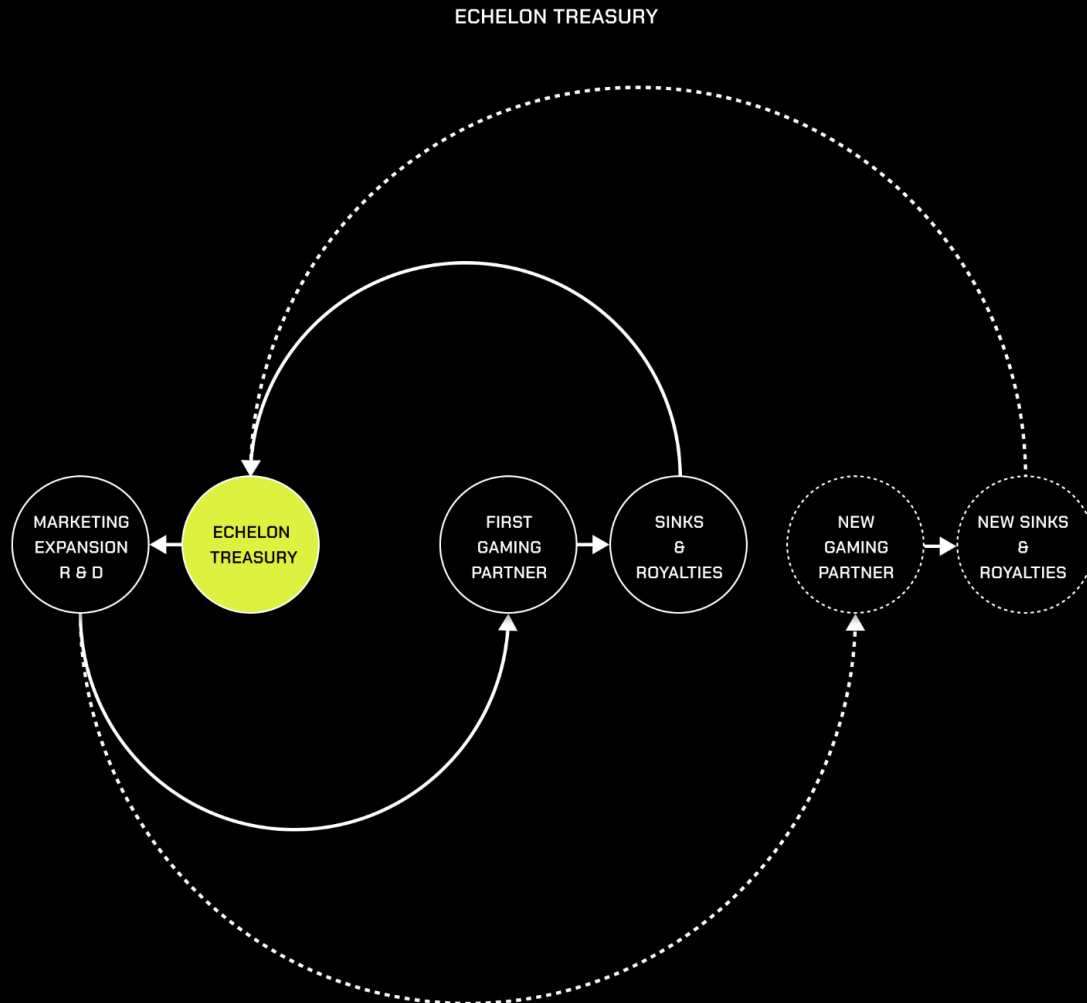 ECHELON TREASURY
MARKETING
EXPANSION
R & D
ECHELON
TREASURY
FIRST
GAMING
PARTNER
SINKS
&
ROYALTIES
NEW
GAMING
PARTNER
NEW SINKS
&
ROYALTIES